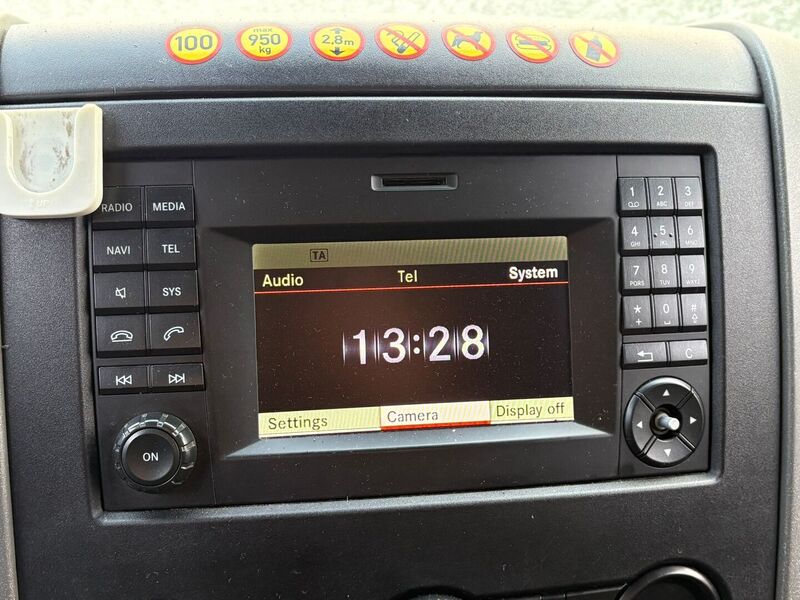 100
max
950
kg
2,8m
RADIO MEDIA
NAVI TEL
SYS
ON
TA
Audio Tel System
13:28
Settings Camera Display off
1 2 ABC 3 DEF
4 GHI 5 JKL 6 MNO
7 PQRS 8 TUV 9 WXYZ
* + 0 #
C